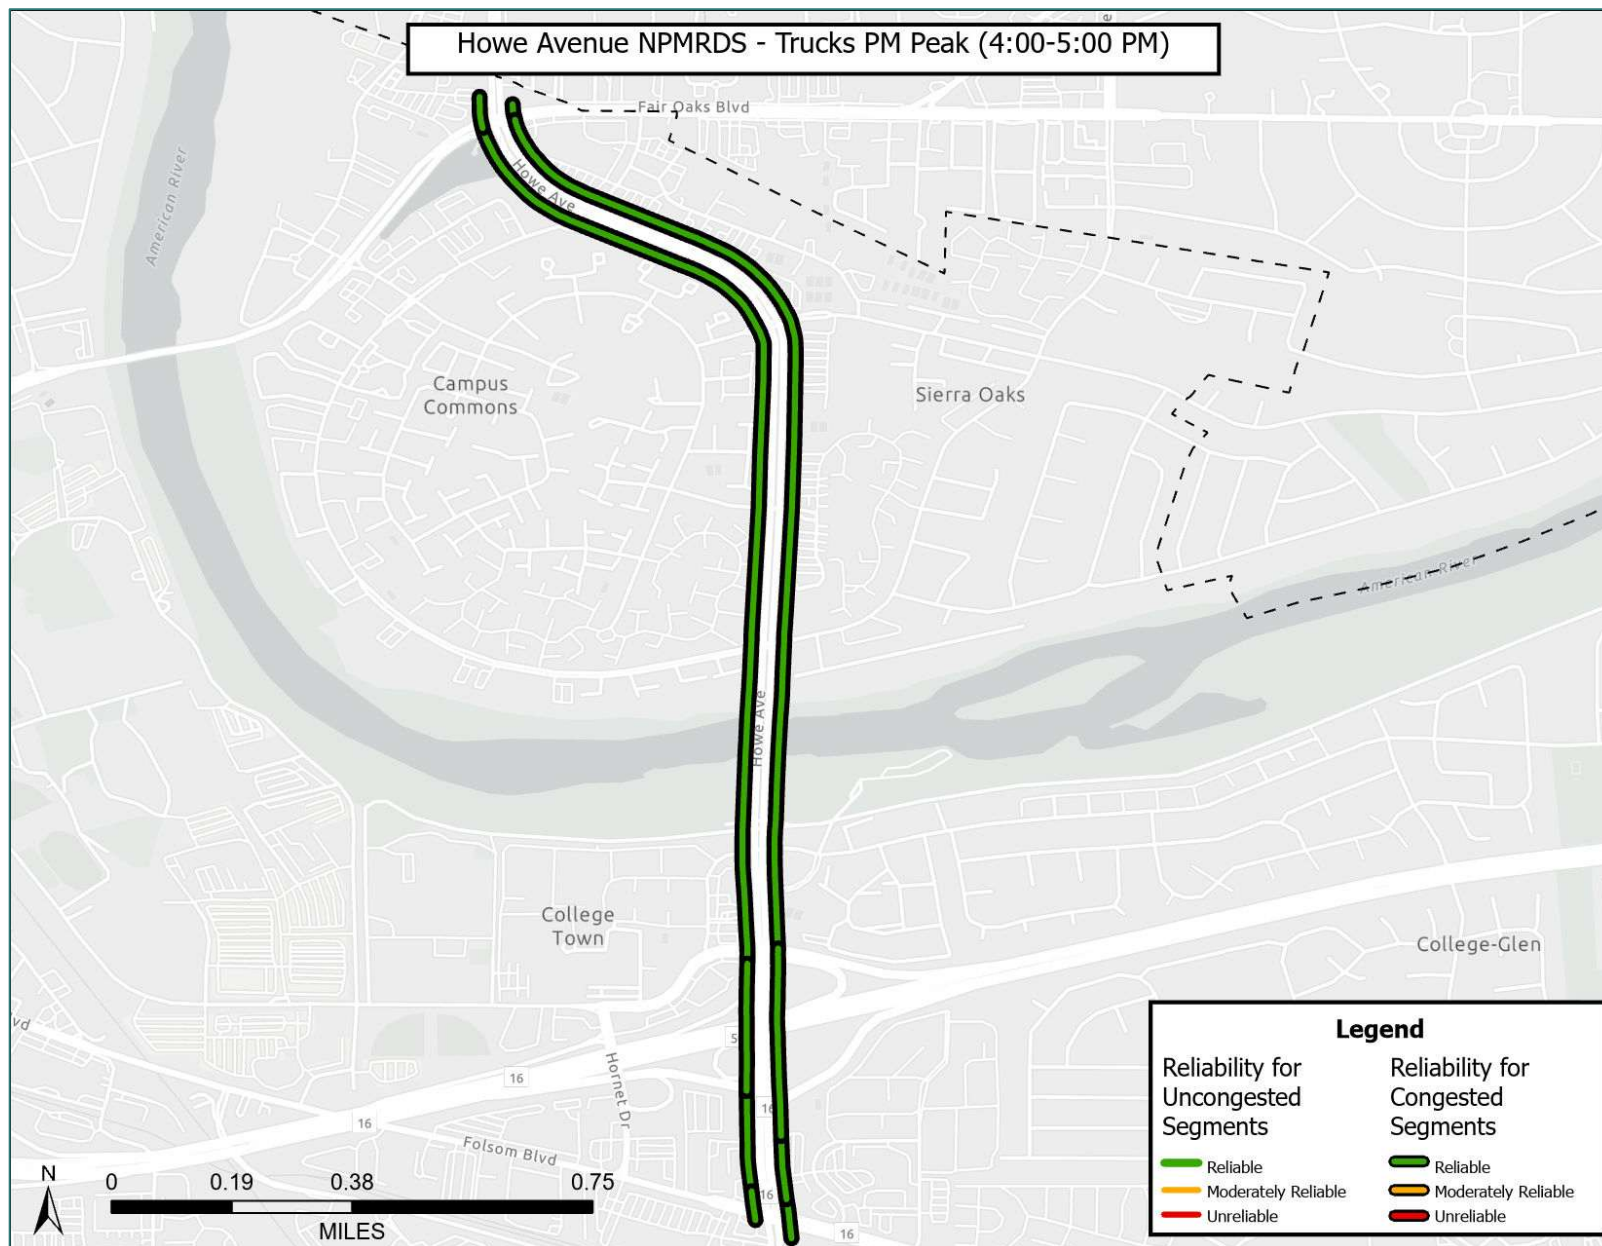 Howe Avenue NPMRDS - Trucks PM Peak (4:00-5:00 PM)
e
Fair Oaks Blvd
American River
Howe Ave
Campus
Commons
Sierra Oaks
American River
Howe Ave
College
Town
College-Glen
vd
5
16
16
16
Hornet Dr
16
16
Folsom Blvd
N
0 0.19 0.38 0.75
MILES
Legend
Reliability for
Uncongested
Segments
Reliable
Moderately Reliable
Unreliable
Reliability for
Congested
Segments
Reliable
Moderately Reliable
Unreliable